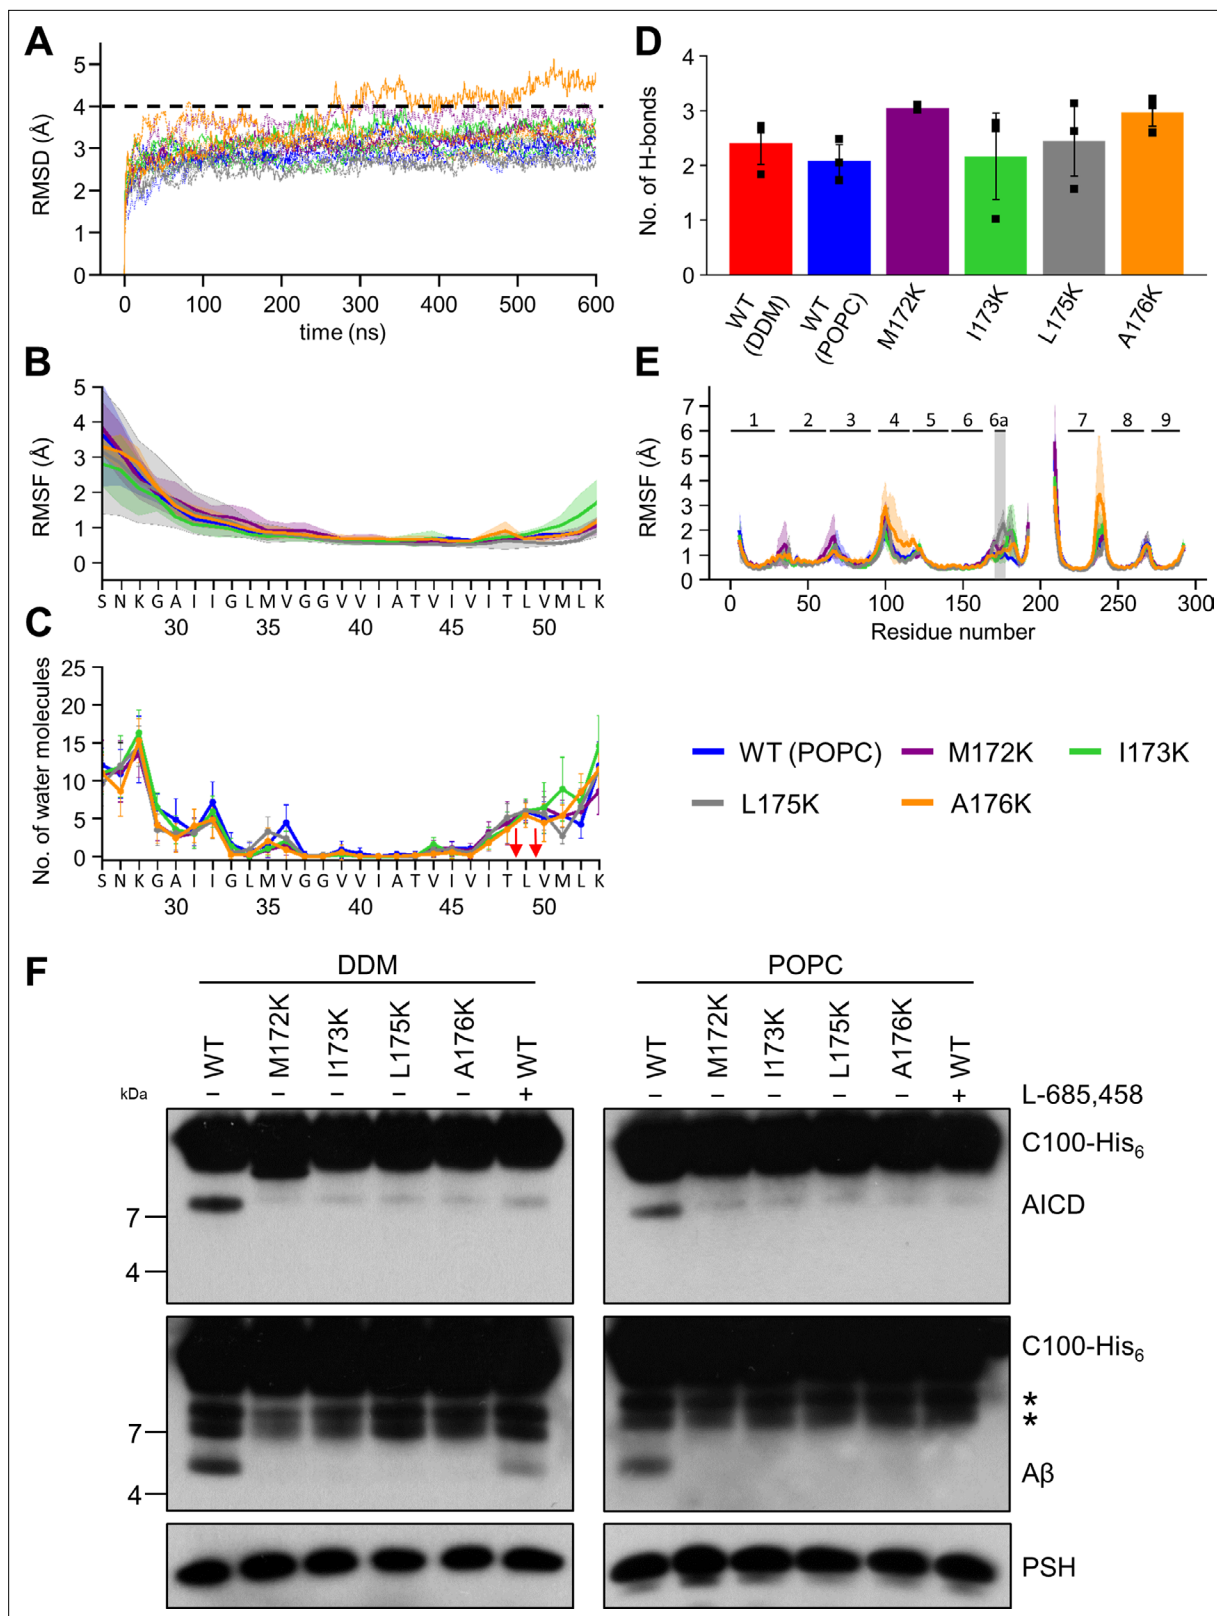 A
RMSD (Å)
5
4
3
2
1
0
0 100 200 300 400 500 600
time (ns)
D
No. of H-bonds
4
3
2
1
0
WT (DDM)
WT (POPC)
M172K
I173K
L175K
A176K
B
RMSF (Å)
5
4
3
2
1
0
S N K G A I I G L M V G G V V I A T V I V I T L V M L K
30 35 40 45 50
E
RMSF (Å)
7
6
5
4
3
2
1
0
1 2 3 4 5 6 6a 7 8 9
0 50 100 150 200 250 300
Residue number
C
No. of water molecules
25
20
15
10
5
0
S N K G A I I G L M V G G V V I A T V I V I T L V M L K
30 35 40 45 50
WT (POPC) M172K I173K
L175K A176K
F
DDM POPC
WT M172K I173K L175K A176K WT WT M172K I173K L175K A176K WT
kDa − − − − − + − − − − − + L-685,458
C100-His₆
7 AICD
4
C100-His₆
*
7 *
Aβ
4
PSH